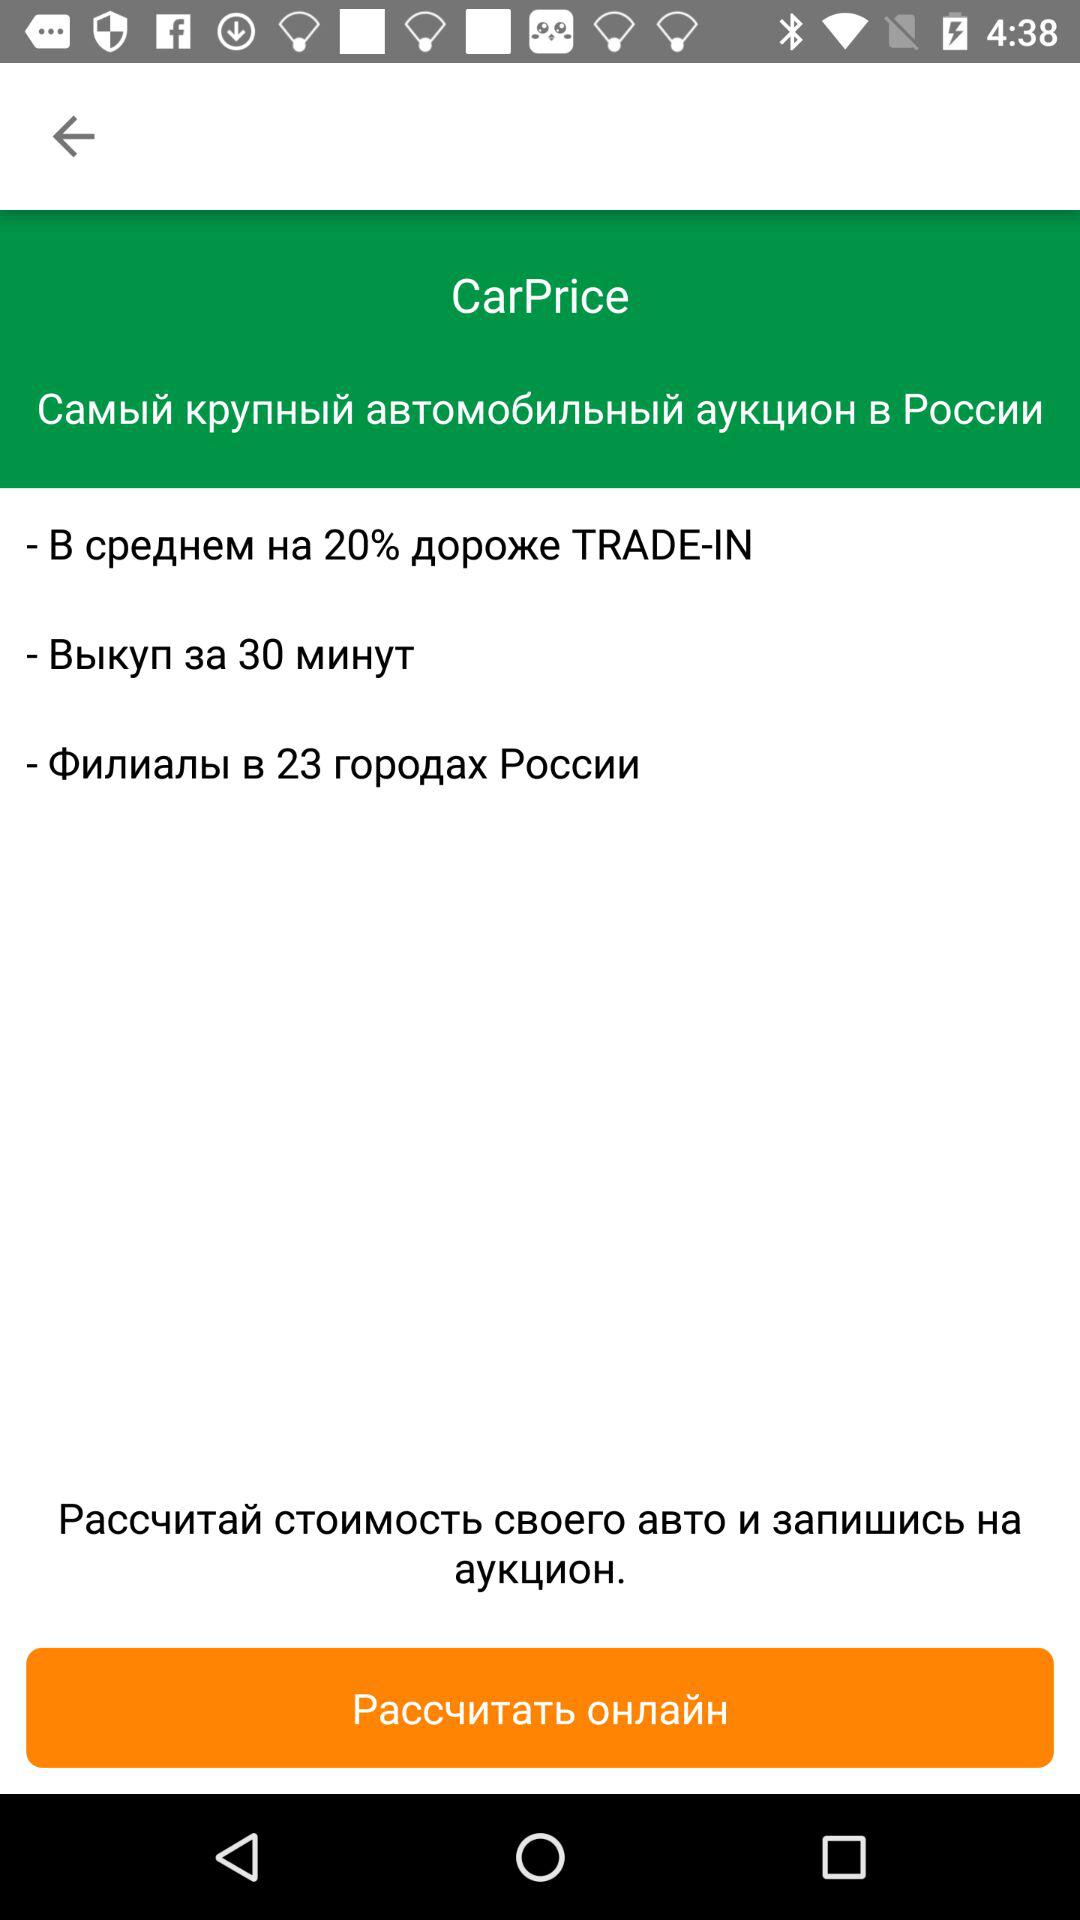 4:38
CarPrice
Самый крупный автомобильный аукцион в России
- В среднем на 20% дороже TRADE-IN
- Выкуп за 30 минут
- Филиалы в 23 городах России
Рассчитай стоимость своего авто и запишись на
аукцион.
Рассчитать онлайн